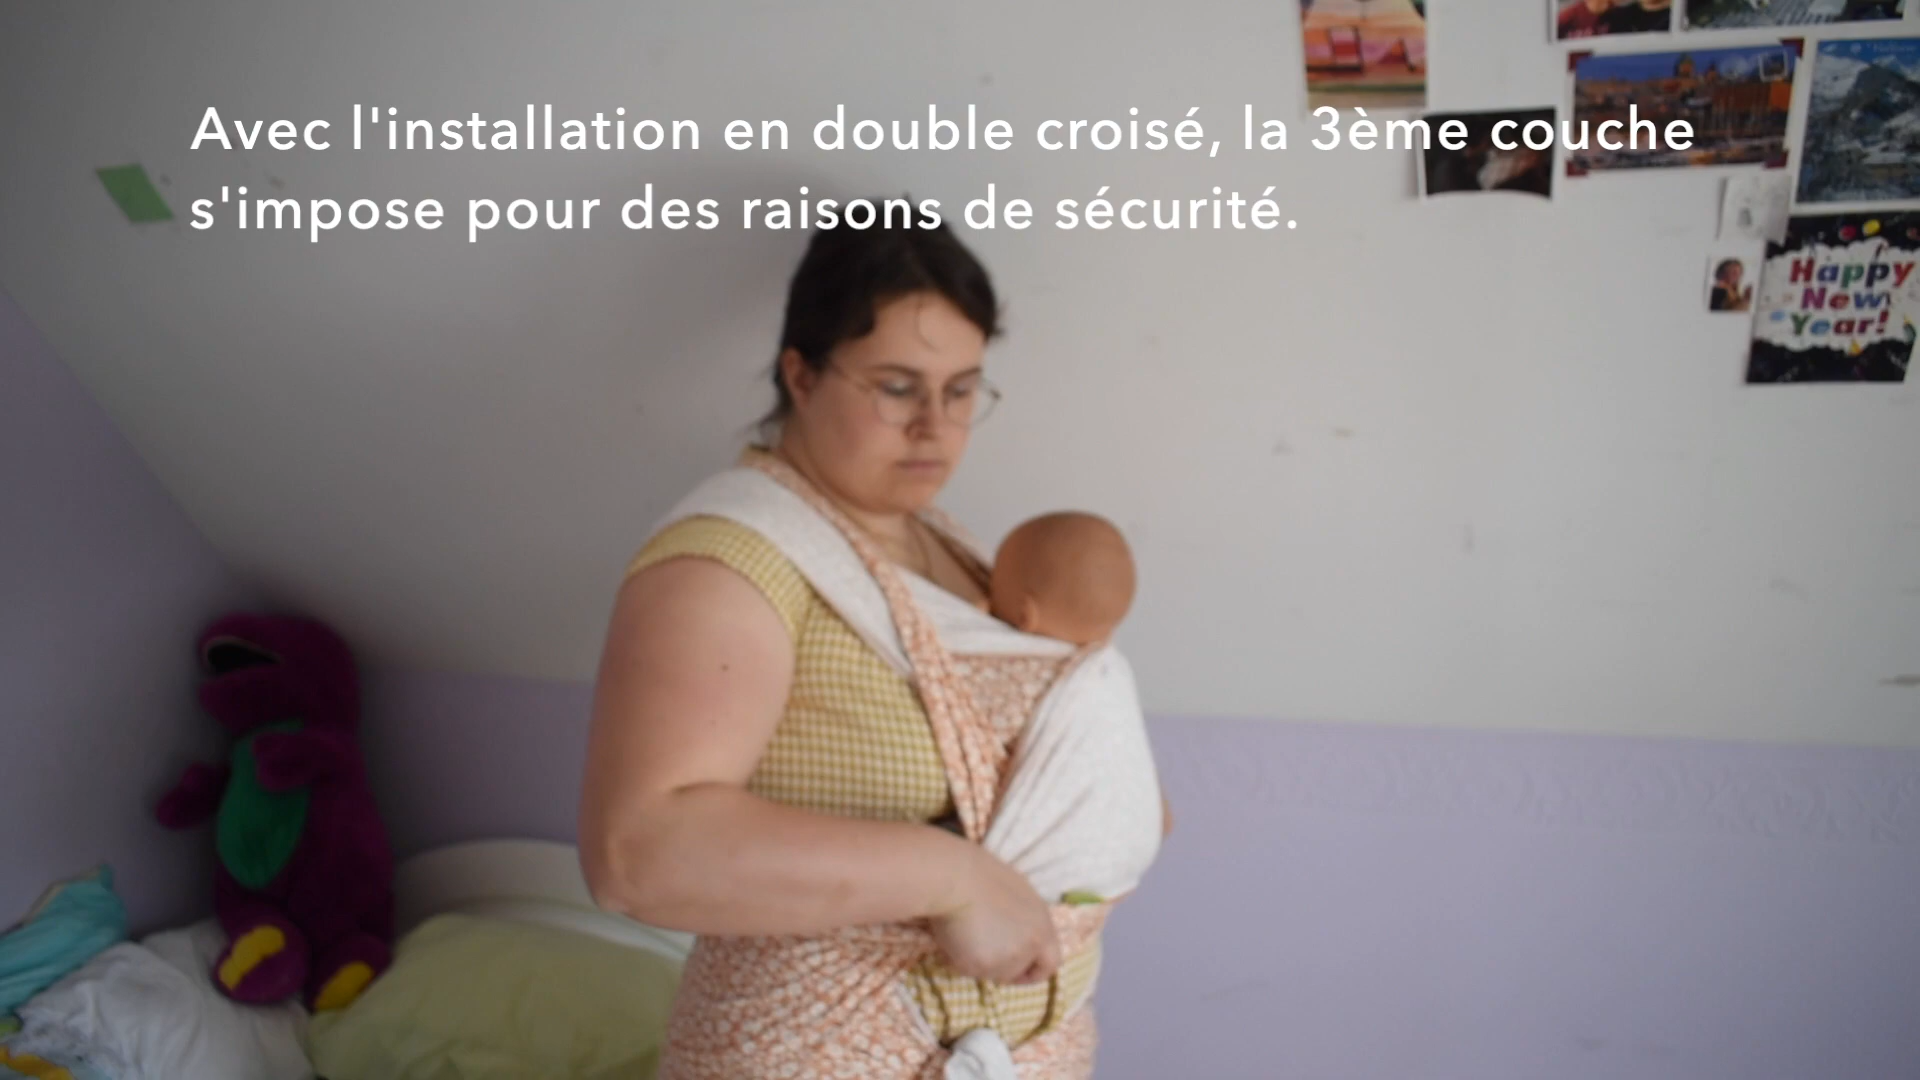 Avec l'installation en double croisé, la 3ème couche
s'impose pour des raisons de sécurité.
Happy
New
Year!